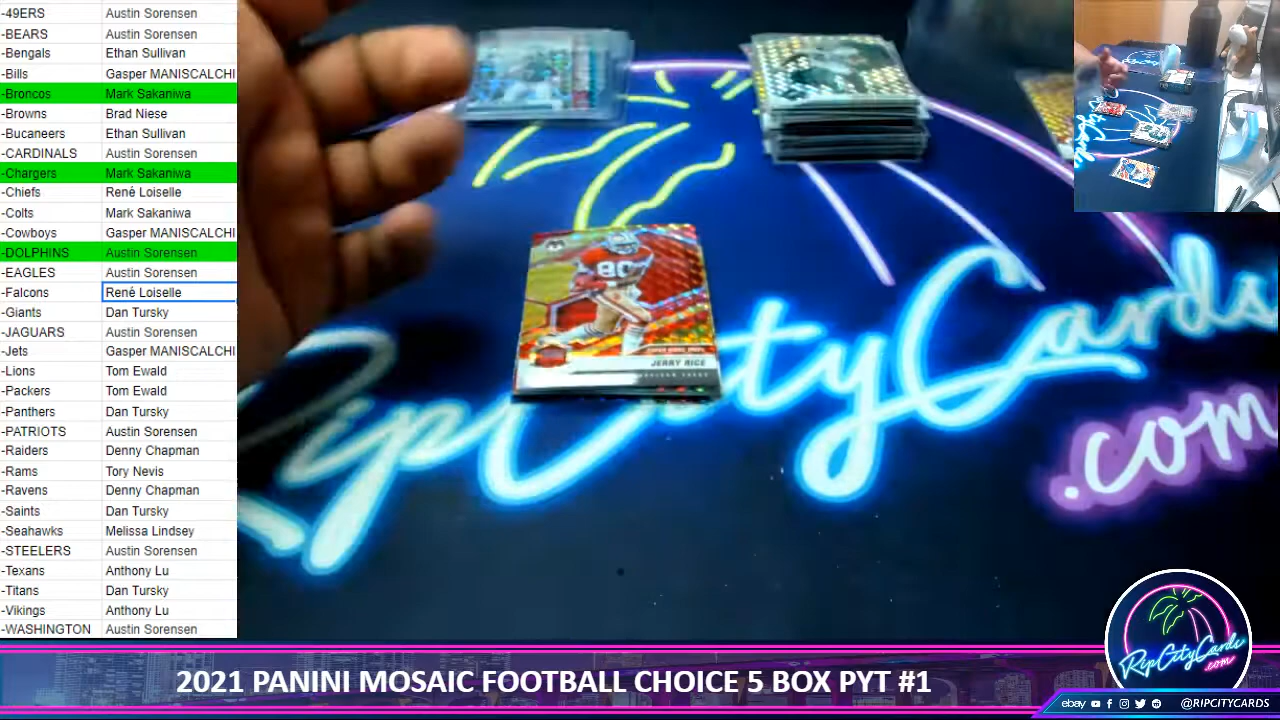 -49ERS Austin Sorensen
-BEARS Austin Sorensen
-Bengals Ethan Sullivan
-Bills Gasper MANISCALCHI
-Broncos Mark Sakaniwa
-Browns Brad Niese
-Bucaneers Ethan Sullivan
-CARDINALS Austin Sorensen
-Chargers Mark Sakaniwa
-Chiefs René Loiselle
-Colts Mark Sakaniwa
-Cowboys Gasper MANISCALCHI
-DOLPHINS Austin Sorensen
-EAGLES Austin Sorensen
-Falcons René Loiselle
-Giants Dan Tursky
-JAGUARS Austin Sorensen
-Jets Gasper MANISCALCHI
-Lions Tom Ewald
-Packers Tom Ewald
-Panthers Dan Tursky
-PATRIOTS Austin Sorensen
-Raiders Denny Chapman
-Rams Tory Nevis
-Ravens Denny Chapman
-Saints Dan Tursky
-Seahawks Melissa Lindsey
-STEELERS Austin Sorensen
-Texans Anthony Lu
-Titans Dan Tursky
-Vikings Anthony Lu
-WASHINGTON Austin Sorensen
80
JERRY RICE
RipCityCards
.com
RipCityCards
.com
2021 PANINI MOSAIC FOOTBALL CHOICE 5 BOX PYT #1
ebay @RIPCITYCARDS